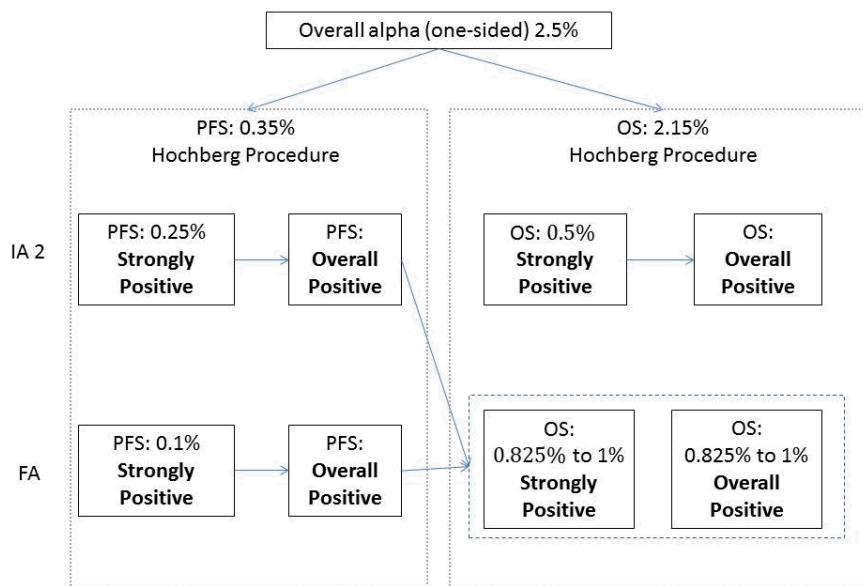 Overall alpha (one-sided) 2.5%
PFS: 0.35%
Hochberg Procedure
OS: 2.15%
Hochberg Procedure
IA 2
PFS: 0.25%
Strongly
Positive
PFS:
Overall
Positive
OS: 0.5%
Strongly
Positive
OS:
Overall
Positive
FA
PFS: 0.1%
Strongly
Positive
PFS:
Overall
Positive
OS:
0.825% to 1%
Strongly
Positive
OS:
0.825% to 1%
Overall
Positive